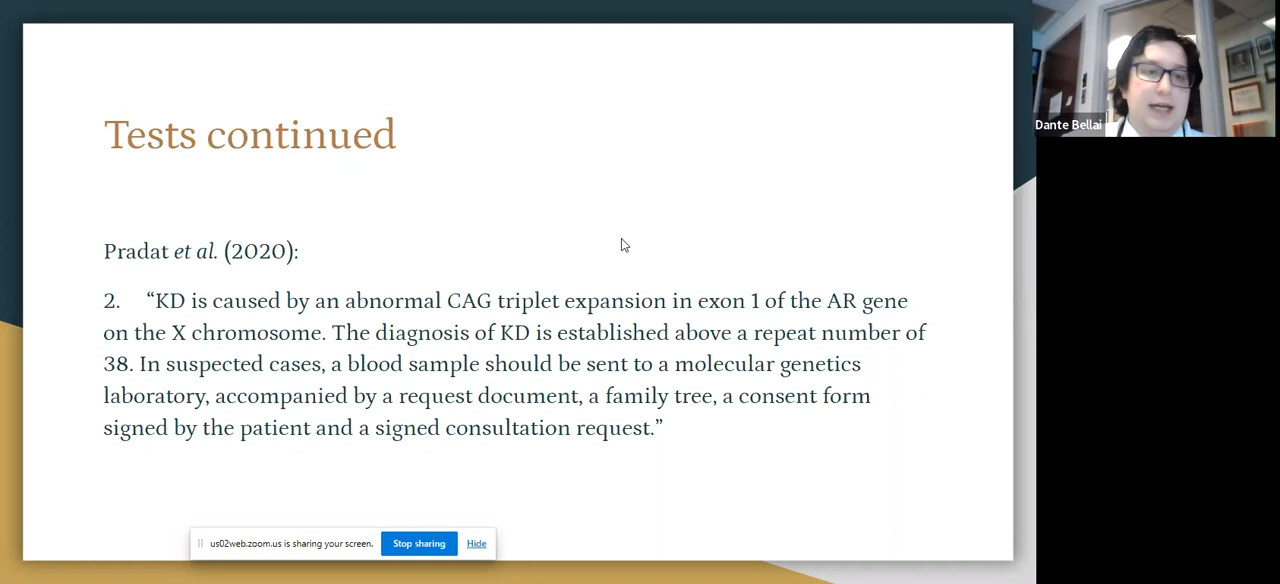 Tests continued
Pradat et al. (2020):
2. “KD is caused by an abnormal CAG triplet expansion in exon 1 of the AR gene
on the X chromosome. The diagnosis of KD is established above a repeat number of
38. In suspected cases, a blood sample should be sent to a molecular genetics
laboratory, accompanied by a request document, a family tree, a consent form
signed by the patient and a signed consultation request.”
us02web.zoom.us is sharing your screen. Stop sharing Hide
Dante Bellai